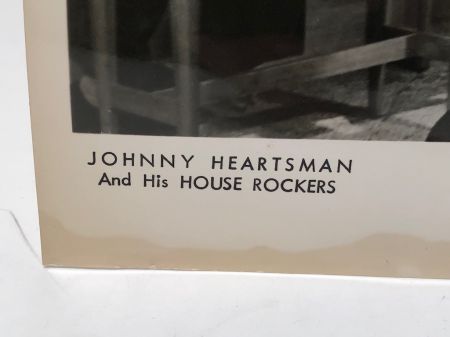 JOHNNY HEARTSMAN
And His HOUSE ROCKERS